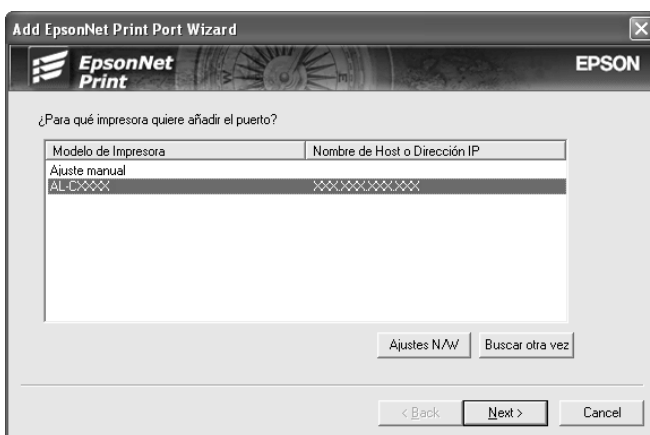 Add EpsonNet Print Port Wizard
EpsonNet
Print
EPSON
¿Para qué impresora quiere añadir el puerto?
Modelo de Impresora Nombre de Host o Dirección IP
Ajuste manual
AL-CXXXX XXX.XXX.XXX.XXX
Ajustes N/W Buscar otra vez
< Back Next > Cancel